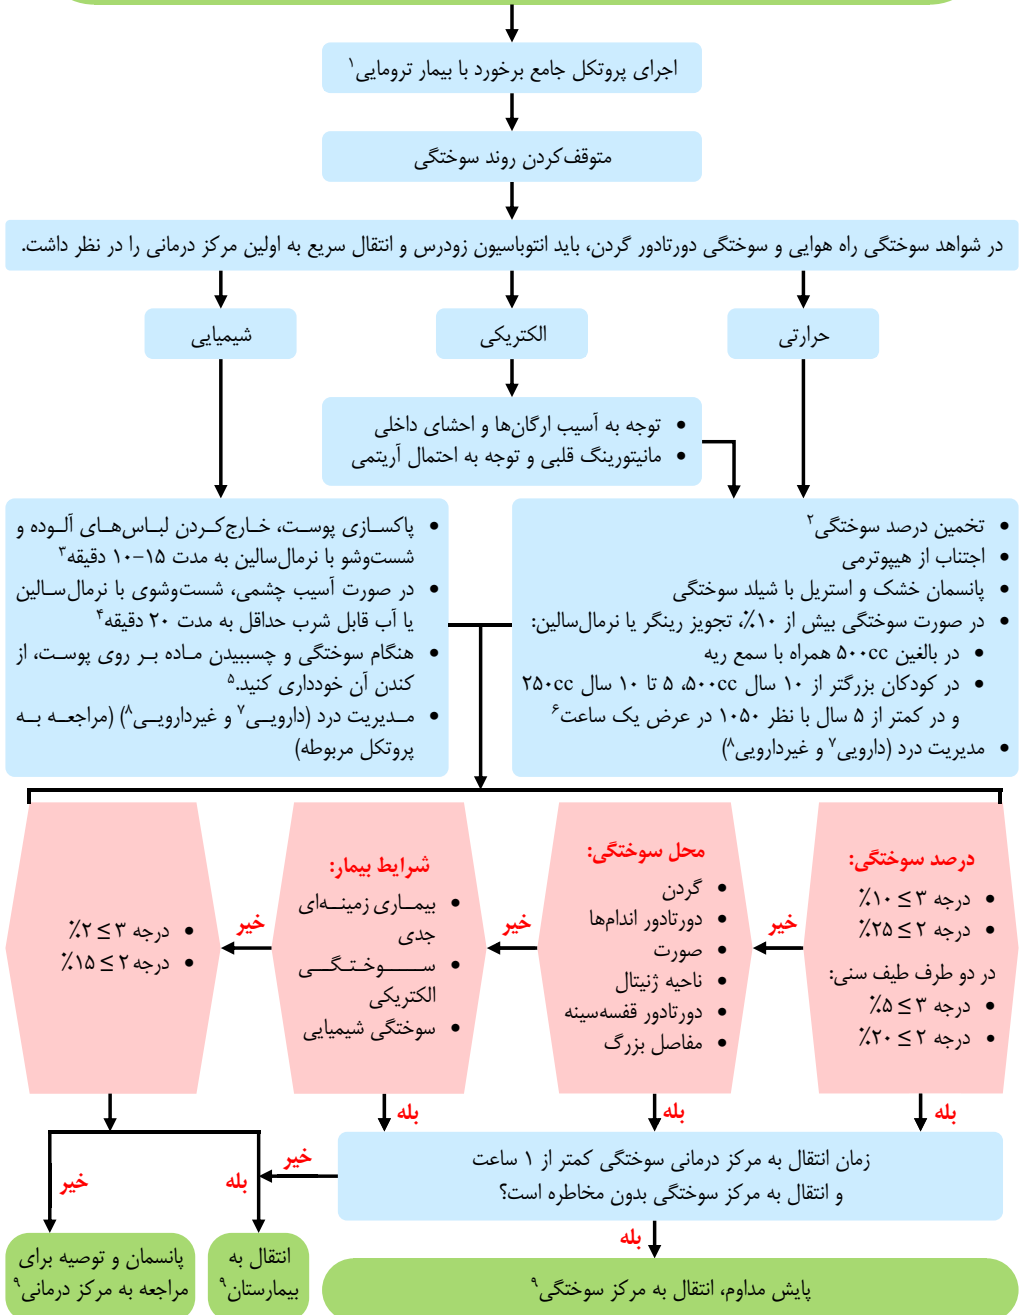 اجرای پروتکل جامع برخورد با بیمار ترومایی۱
متوقف‌کردن روند سوختگی
در شواهد سوختگی راه هوایی و سوختگی دورتادور گردن، باید انتوباسیون زودرس و انتقال سریع به اولین مرکز درمانی را در نظر داشت.
حرارتی
الکتریکی
شیمیایی
• توجه به آسیب ارگان‌ها و احشای داخلی
• مانیتورینگ قلبی و توجه به احتمال آریتمی
• تخمین درصد سوختگی۲
• اجتناب از هیپوترمی
• پانسمان خشک و استریل با شیلد سوختگی
• در صورت سوختگی بیش از ۱۰٪، تجویز رینگر یا نرمال‌سالین:
• در بالغین ۵۰۰cc همراه با سمع ریه
• در کودکان بزرگتر از ۱۰ سال ۵۰۰cc، ۵ تا ۱۰ سال ۲۵۰cc
و در کمتر از ۵ سال با نظر ۱۰۵۰ در عرض یک ساعت۶
• مدیریت درد (دارویی۷ و غیردارویی۸)
• پاکسازی پوست، خارج‌کردن لباس‌های آلوده و
شست‌وشو با نرمال‌سالین به مدت ۱۵–۱۰ دقیقه۳
• در صورت آسیب چشمی، شست‌وشوی با نرمال‌سالین
یا آب قابل شرب حداقل به مدت ۲۰ دقیقه۴
• هنگام سوختگی و چسبیدن ماده بر روی پوست، از
کندن آن خودداری کنید.۵
• مدیریت درد (دارویی۷ و غیردارویی۸) (مراجعه به
پروتکل مربوطه)
درصد سوختگی:
• درجه ۳ ≥ ۱۰٪
• درجه ۲ ≥ ۲۵٪
در دو طرف طیف سنی:
• درجه ۳ ≥ ۵٪
• درجه ۲ ≥ ۲۰٪
خیر
محل سوختگی:
• گردن
• دورتادور اندام‌ها
• صورت
• ناحیه ژنیتال
• دورتادور قفسه‌سینه
• مفاصل بزرگ
خیر
شرایط بیمار:
• بیماری زمینه‌ای
جدی
• سوختگی
الکتریکی
• سوختگی شیمیایی
خیر
• درجه ۳ ≥ ۲٪
• درجه ۲ ≥ ۱۵٪
بله
بله
بله
زمان انتقال به مرکز درمانی سوختگی کمتر از ۱ ساعت
و انتقال به مرکز سوختگی بدون مخاطره است؟
خیر
بله
خیر
بله
پایش مداوم، انتقال به مرکز سوختگی۹
انتقال به
بیمارستان۹
پانسمان و توصیه برای
مراجعه به مرکز درمانی۹